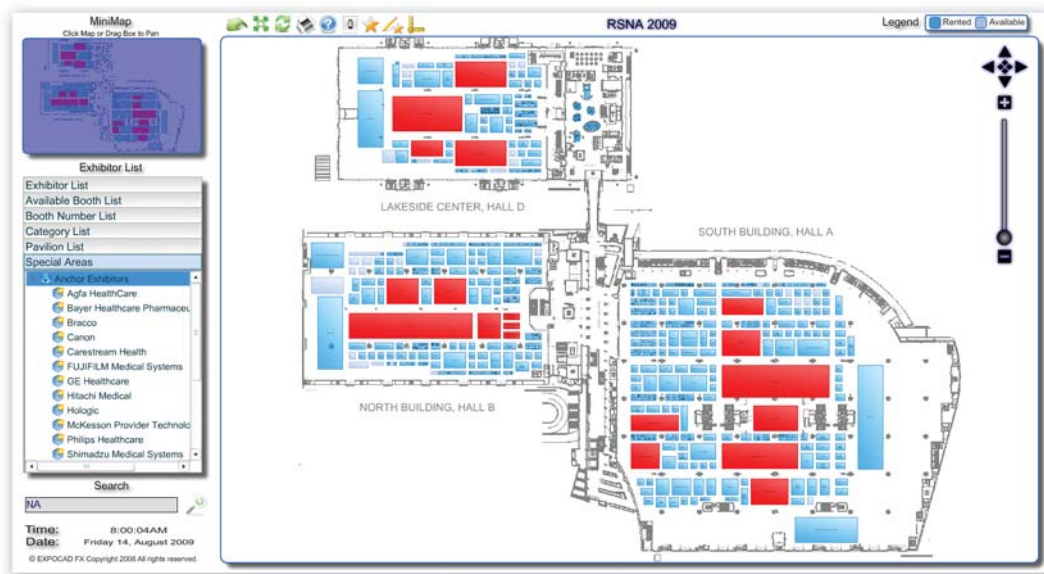 MiniMap
Click Map or Drag Box to Pan
RSNA 2009
Legend
Rented
Available
Exhibitor List
Exhibitor List
Available Booth List
Booth Number List
Category List
Pavilion List
Special Areas
Anchor Exhibitors
Agfa HealthCare
Bayer Healthcare Pharmaceu
Bracco
Canon
Carestream Health
FUJIFILM Medical Systems
GE Healthcare
Hitachi Medical
Hologic
McKesson Provider Technolo
Philips Healthcare
Shimadzu Medical Systems
Search
NA
Time: 8:00:04AM
Date: Friday 14, August 2009
© EXPOCAD FX Copyright 2008 All rights reserved.
LAKESIDE CENTER, HALL D
SOUTH BUILDING, HALL A
NORTH BUILDING, HALL B